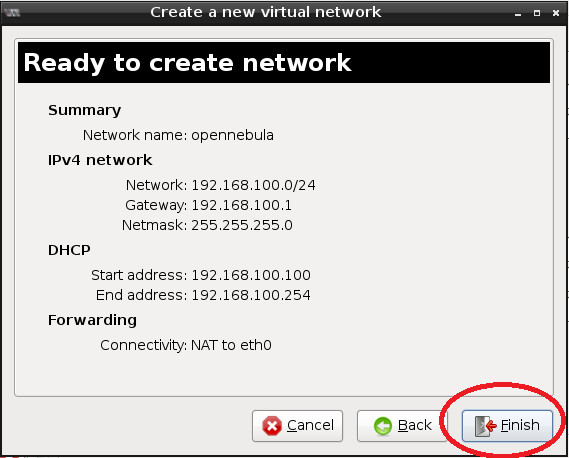 Create a new virtual network
Ready to create network
Summary
Network name: opennebula
IPv4 network
Network: 192.168.100.0/24
Gateway: 192.168.100.1
Netmask: 255.255.255.0
DHCP
Start address: 192.168.100.100
End address: 192.168.100.254
Forwarding
Connectivity: NAT to eth0
Cancel Back Finish